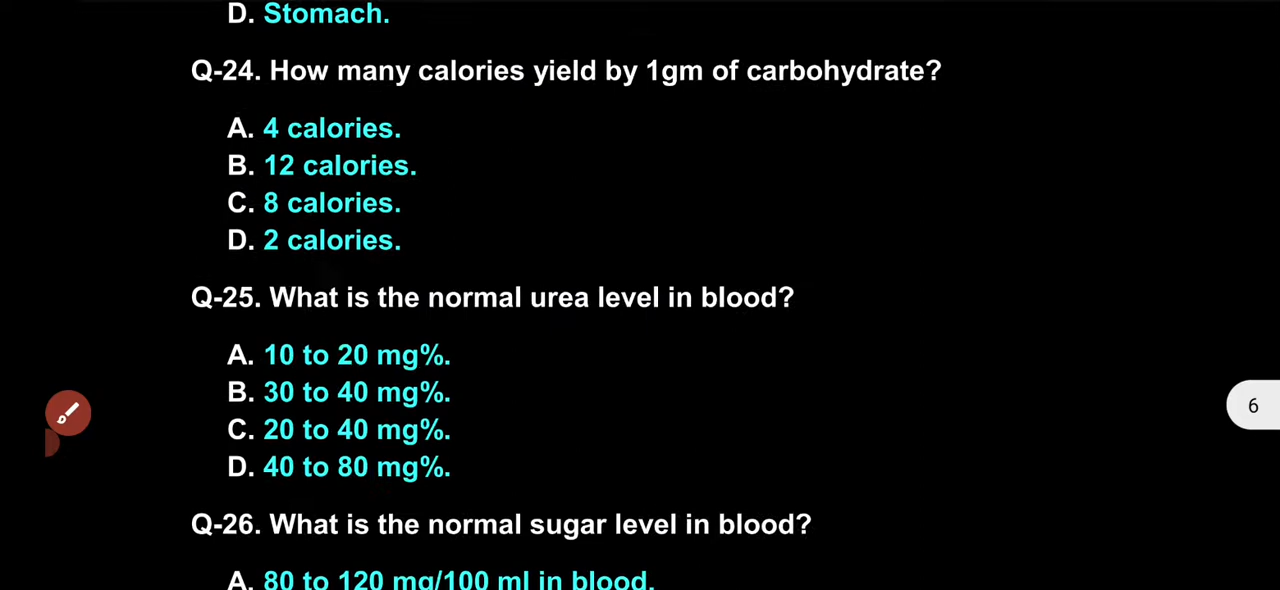 D. Stomach.
Q-24. How many calories yield by 1gm of carbohydrate?
A. 4 calories.
B. 12 calories.
C. 8 calories.
D. 2 calories.
Q-25. What is the normal urea level in blood?
A. 10 to 20 mg%.
B. 30 to 40 mg%.
C. 20 to 40 mg%.
D. 40 to 80 mg%.
6
Q-26. What is the normal sugar level in blood?
A. 80 to 120 mg/100 ml in blood.